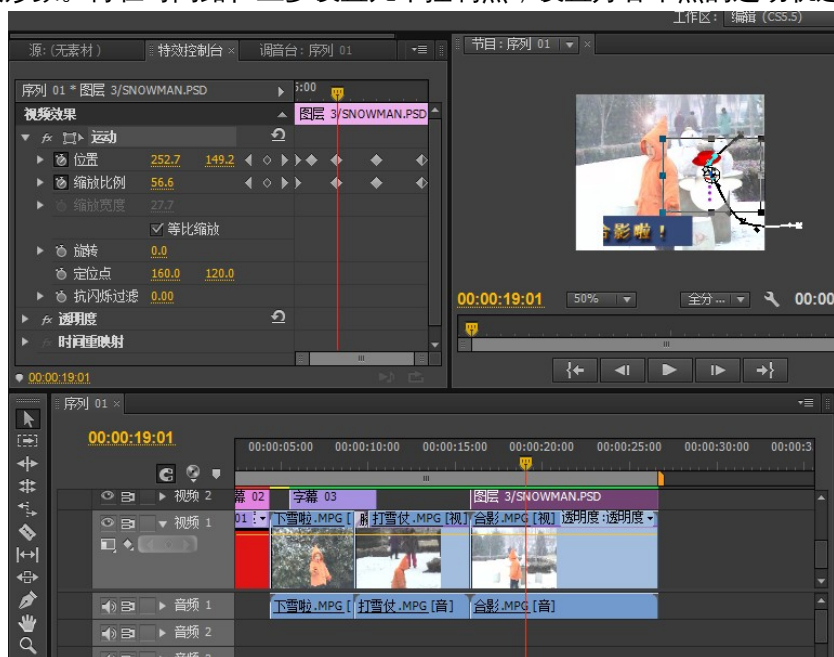 工作区： 编辑 (CS5.5)
源: (无素材)
特效控制台
调音台: 序列 01
节目: 序列 01
序列 01 * 图层 3/SNOWMAN.PSD
5:00
视频效果
图层 3/SNOWMAN.PSD
fx 运动
位置 252.7 149.2
缩放比例 56.6
缩放宽度 27.7
等比缩放
旋转 0.0
定位点 160.0 120.0
抗闪烁过滤 0.00
fx 透明度
时间重映射
00:00:19:01
合影啦！
00:00:19:01 50% 全分... 00:00
序列 01
00:00:19:01
00:00:05:00 00:00:10:00 00:00:15:00 00:00:20:00 00:00:25:00 00:00:30:00 00:00:3
视频 2
幕 02 字幕 03 图层 3/SNOWMAN.PSD
视频 1
01 下雪啦.MPG [ 打雪仗.MPG [视] 合影.MPG [视] 透明度:透明度
音频 1
下雪啦.MPG [ 打雪仗.MPG [音] 合影.MPG [音]
音频 2